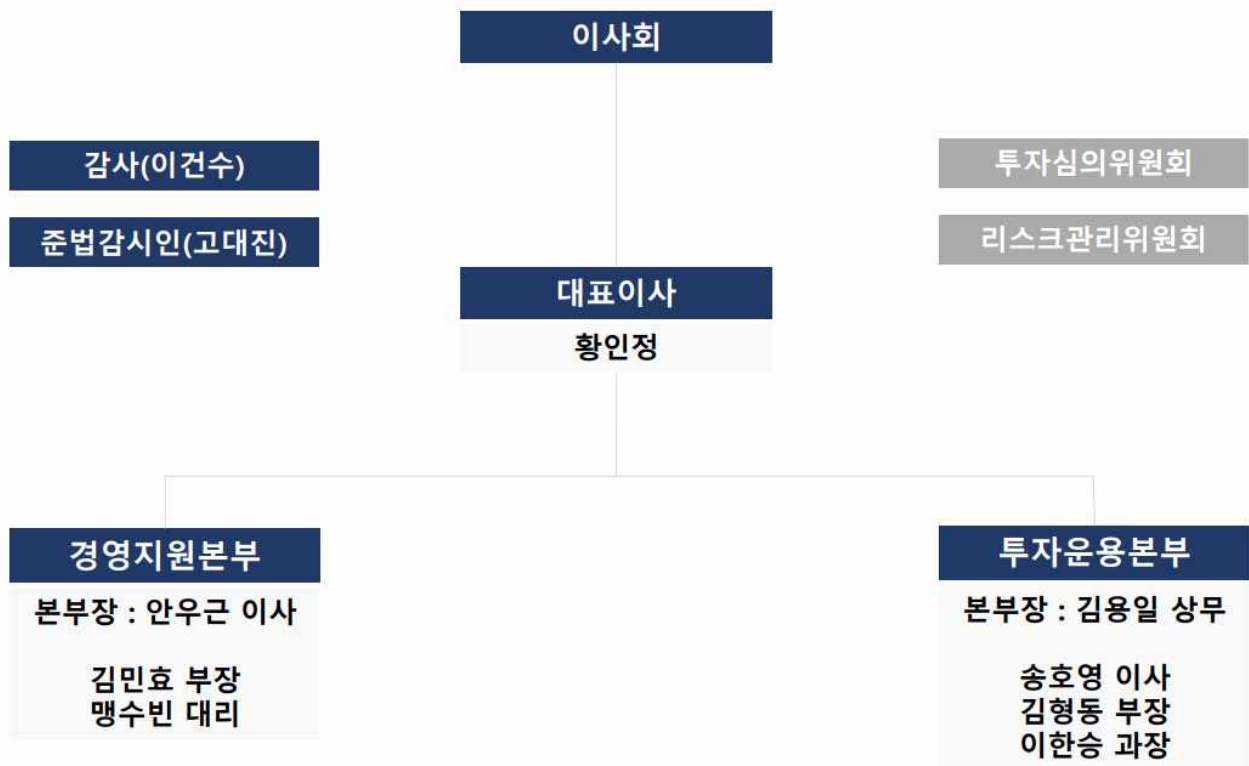 이사회
감사(이건수)
투자심의위원회
준법감시인(고대진)
리스크관리위원회
대표이사
황인정
경영지원본부
본부장 : 안우근 이사
김민효 부장
맹수빈 대리
투자운용본부
본부장 : 김용일 상무
송호영 이사
김형동 부장
이한승 과장